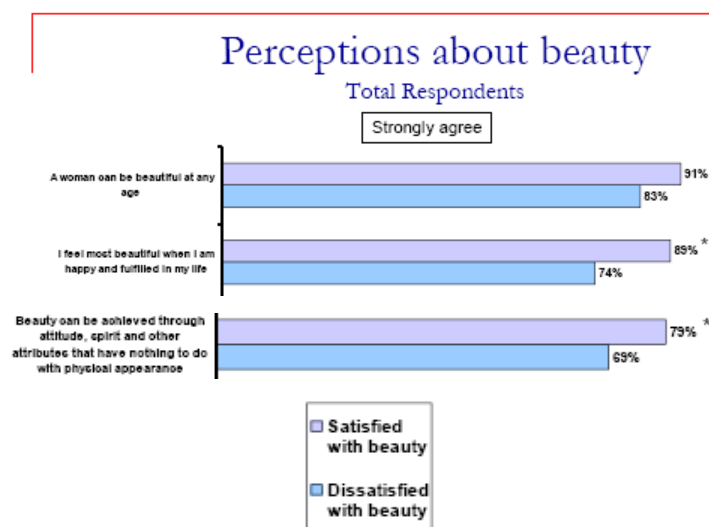 Perceptions about beauty
Total Respondents
Strongly agree
A woman can be beautiful at any
age
91%
83%
I feel most beautiful when I am
happy and fulfilled in my life
89% *
74%
Beauty can be achieved through
attitude, spirit and other
attributes that have nothing to do
with physical appearance
79% *
69%
Satisfied
with beauty
Dissatisfied
with beauty